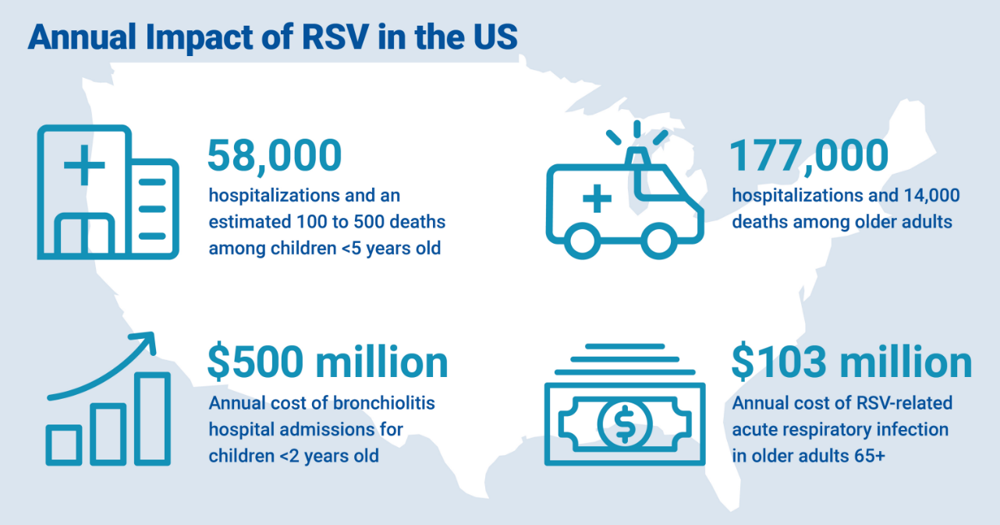 Annual Impact of RSV in the US
58,000
hospitalizations and an
estimated 100 to 500 deaths
among children <5 years old
177,000
hospitalizations and 14,000
deaths among older adults
$500 million
Annual cost of bronchiolitis
hospital admissions for
children <2 years old
$103 million
Annual cost of RSV-related
acute respiratory infection
in older adults 65+
$